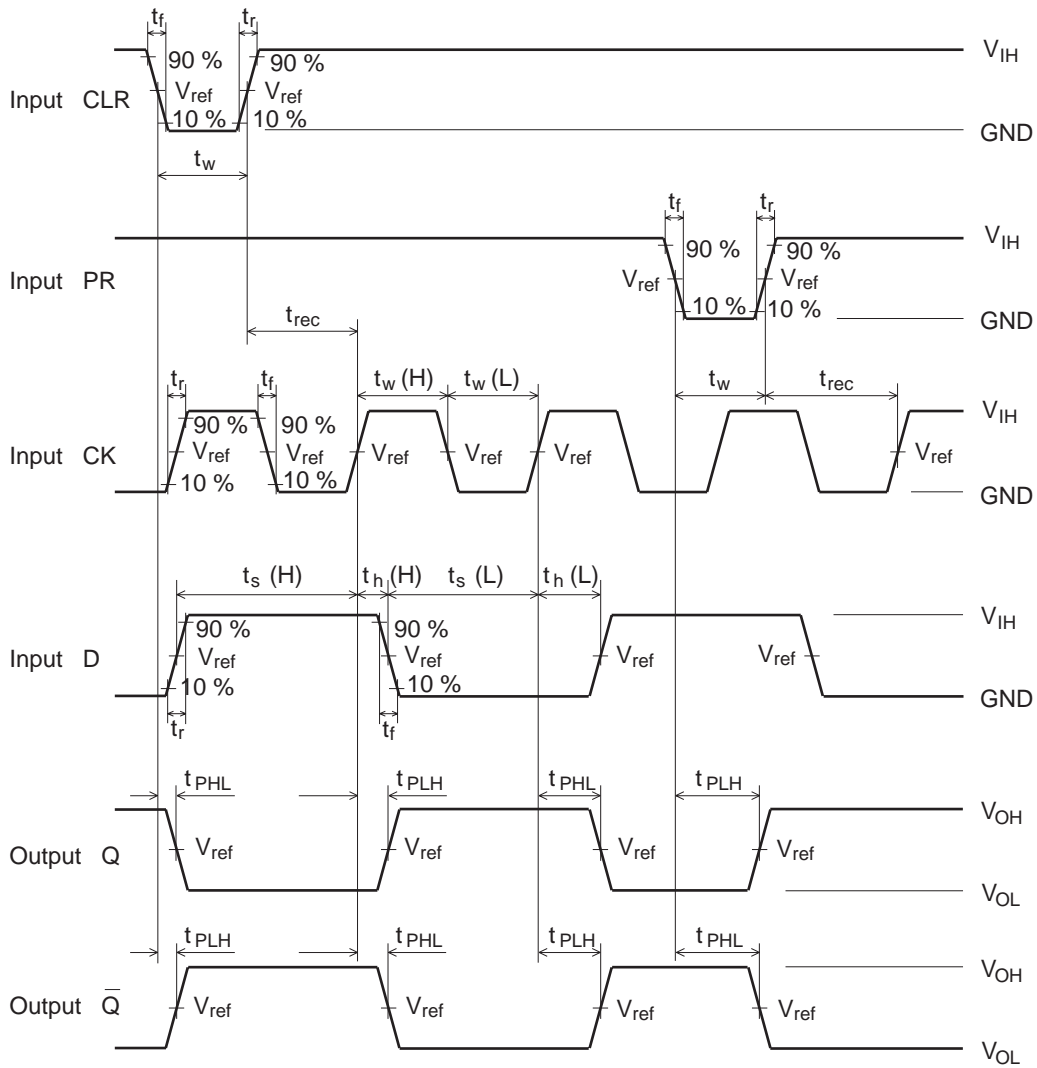 tf tr
90 % 90 % VIH
Input CLR Vref Vref
10 % 10 % GND
tw
tf tr
VIH
90 % 90 %
Input PR Vref Vref
10 % 10 %
trec GND
tr tf tw (H) tw (L) tw trec
VIH
90 % 90 %
Input CK Vref Vref Vref Vref Vref Vref
10 % 10 % GND
ts (H) th (H) ts (L) th (L)
VIH
90 % 90 %
Input D Vref Vref Vref Vref
10 % 10 % GND
tr tf
tPHL tPLH tPHL tPLH
VOH
Output Q Vref Vref Vref Vref
VOL
tPLH tPHL tPLH tPHL
VOH
Output Q̅ Vref Vref Vref Vref
VOL